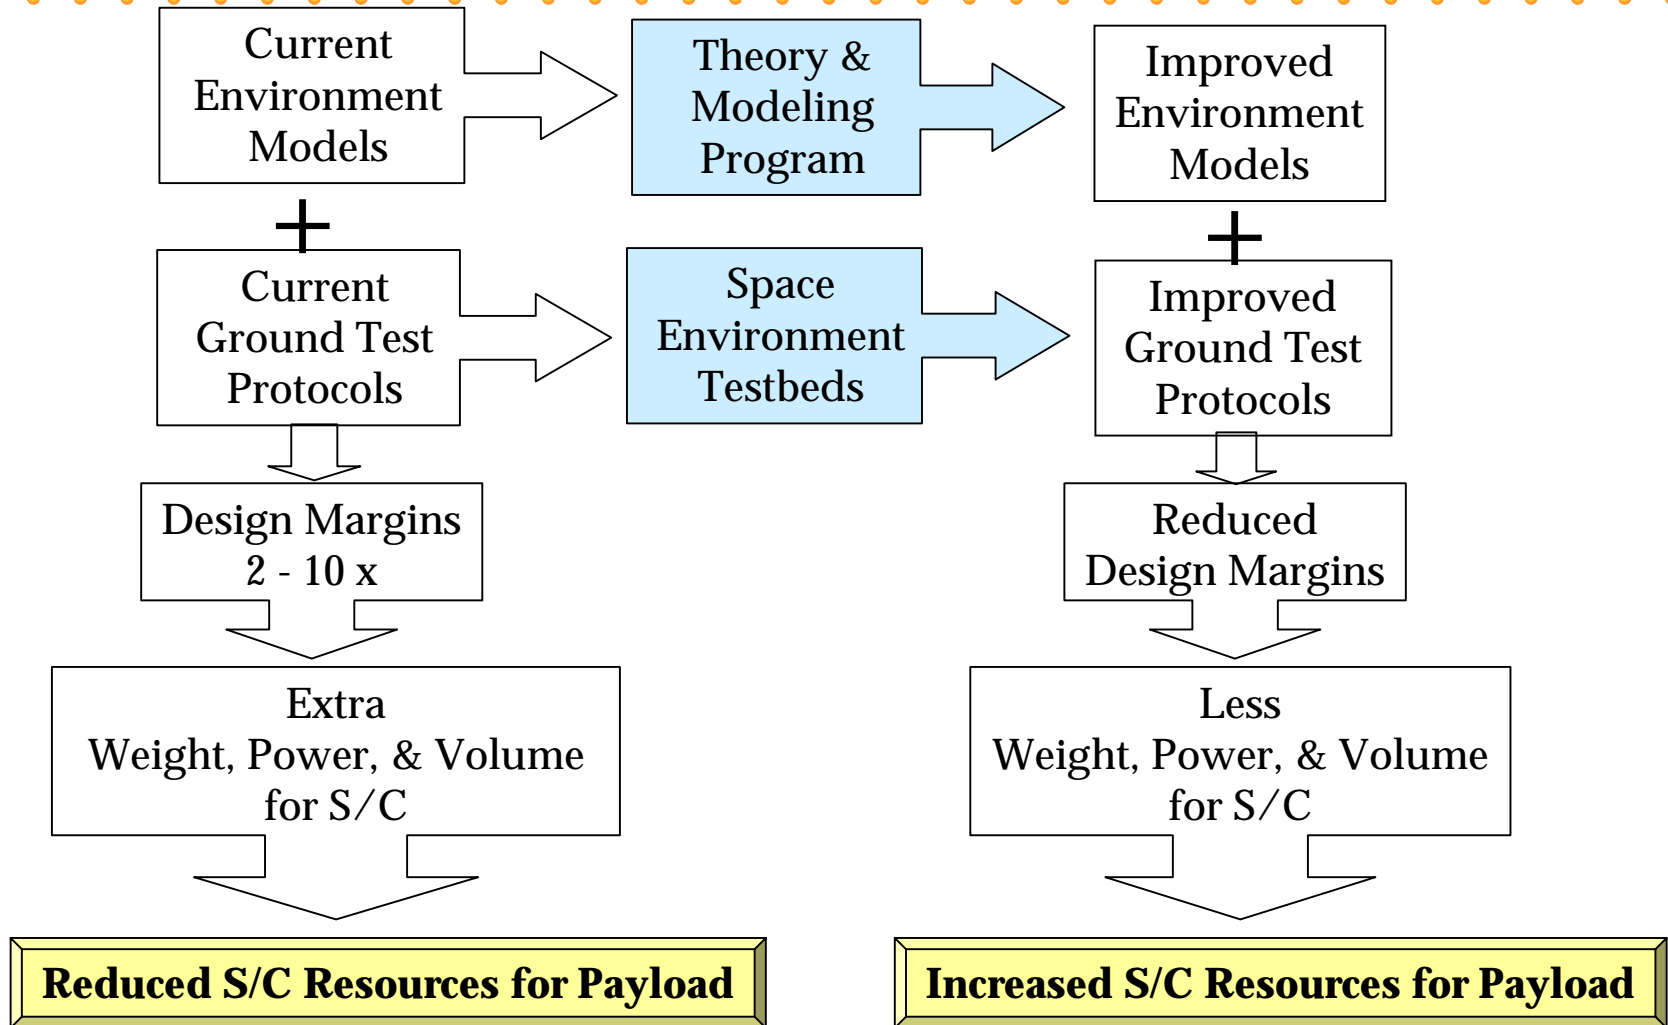 Current
Environment
Models
Theory &
Modeling
Program
Improved
Environment
Models
+
+
Current
Ground Test
Protocols
Space
Environment
Testbeds
Improved
Ground Test
Protocols
Design Margins
2 - 10 x
Reduced
Design Margins
Extra
Weight, Power, & Volume
for S/C
Less
Weight, Power, & Volume
for S/C
Reduced S/C Resources for Payload
Increased S/C Resources for Payload